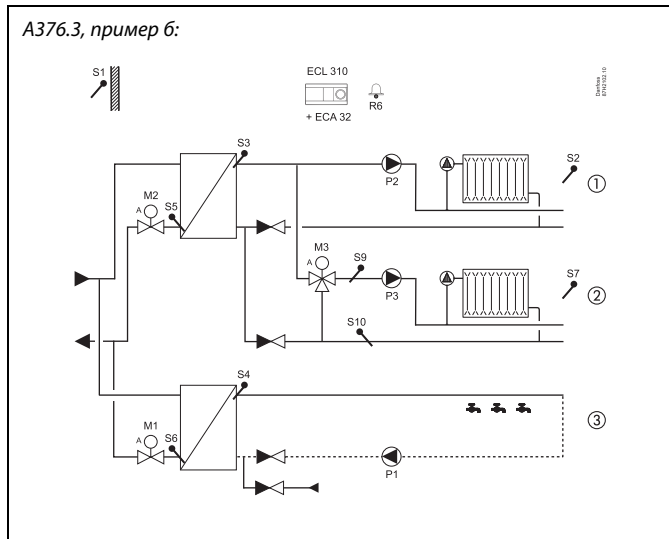 A376.3, пример б:
S1
ECL 310
+ ECA 32
R6
Danfoss
87H2102.10
S3
P2
S2
①
M2
A
S5
M3
A
S9
P3
S7
②
S10
S4
③
M1
A
S6
P1